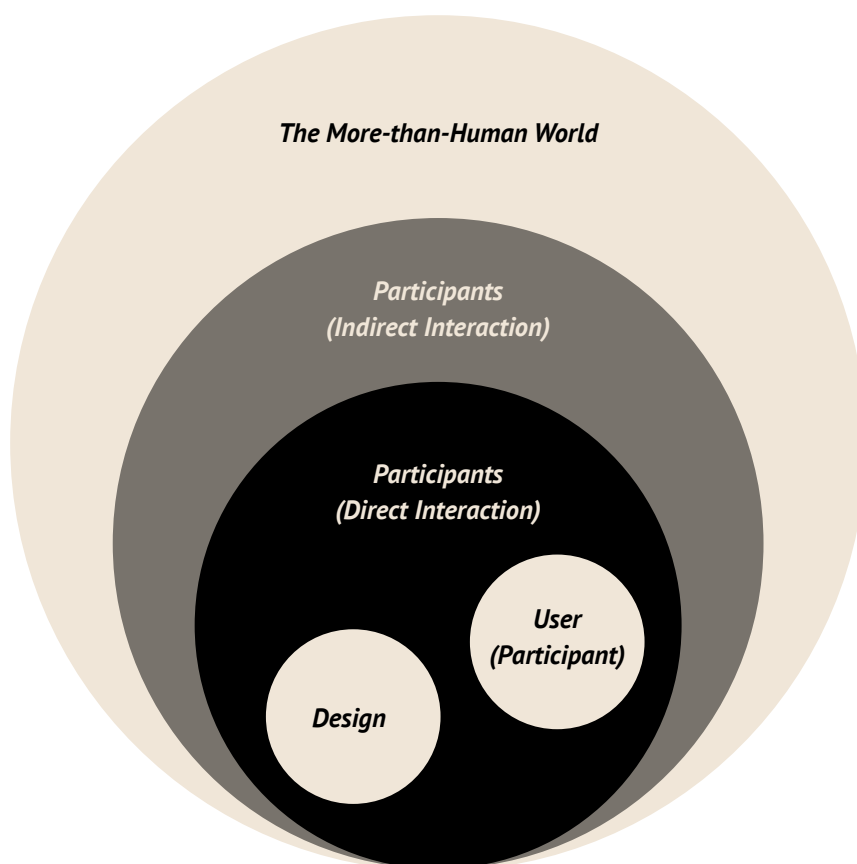 The More-than-Human World
Participants
(Indirect Interaction)
Participants
(Direct Interaction)
User
(Participant)
Design